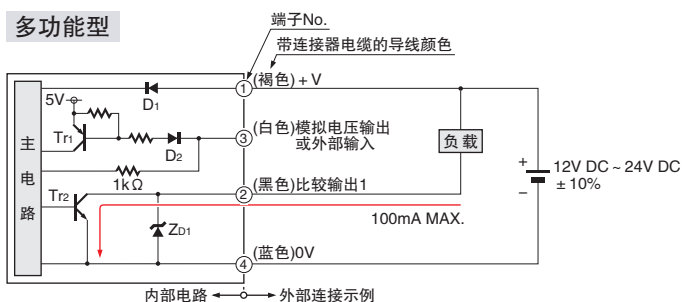 多功能型
端子No.
带连接器电缆的导线颜色
1
(褐色)+V
D1
5V
Tr1
D2
3
(白色)模拟电压输出
或外部输入
主电路
1kΩ
Tr2
2
(黑色)比较输出1
负载
+
−
12V DC ~ 24V DC
±10%
100mA MAX.
ZD1
4
(蓝色)0V
内部电路
外部连接示例